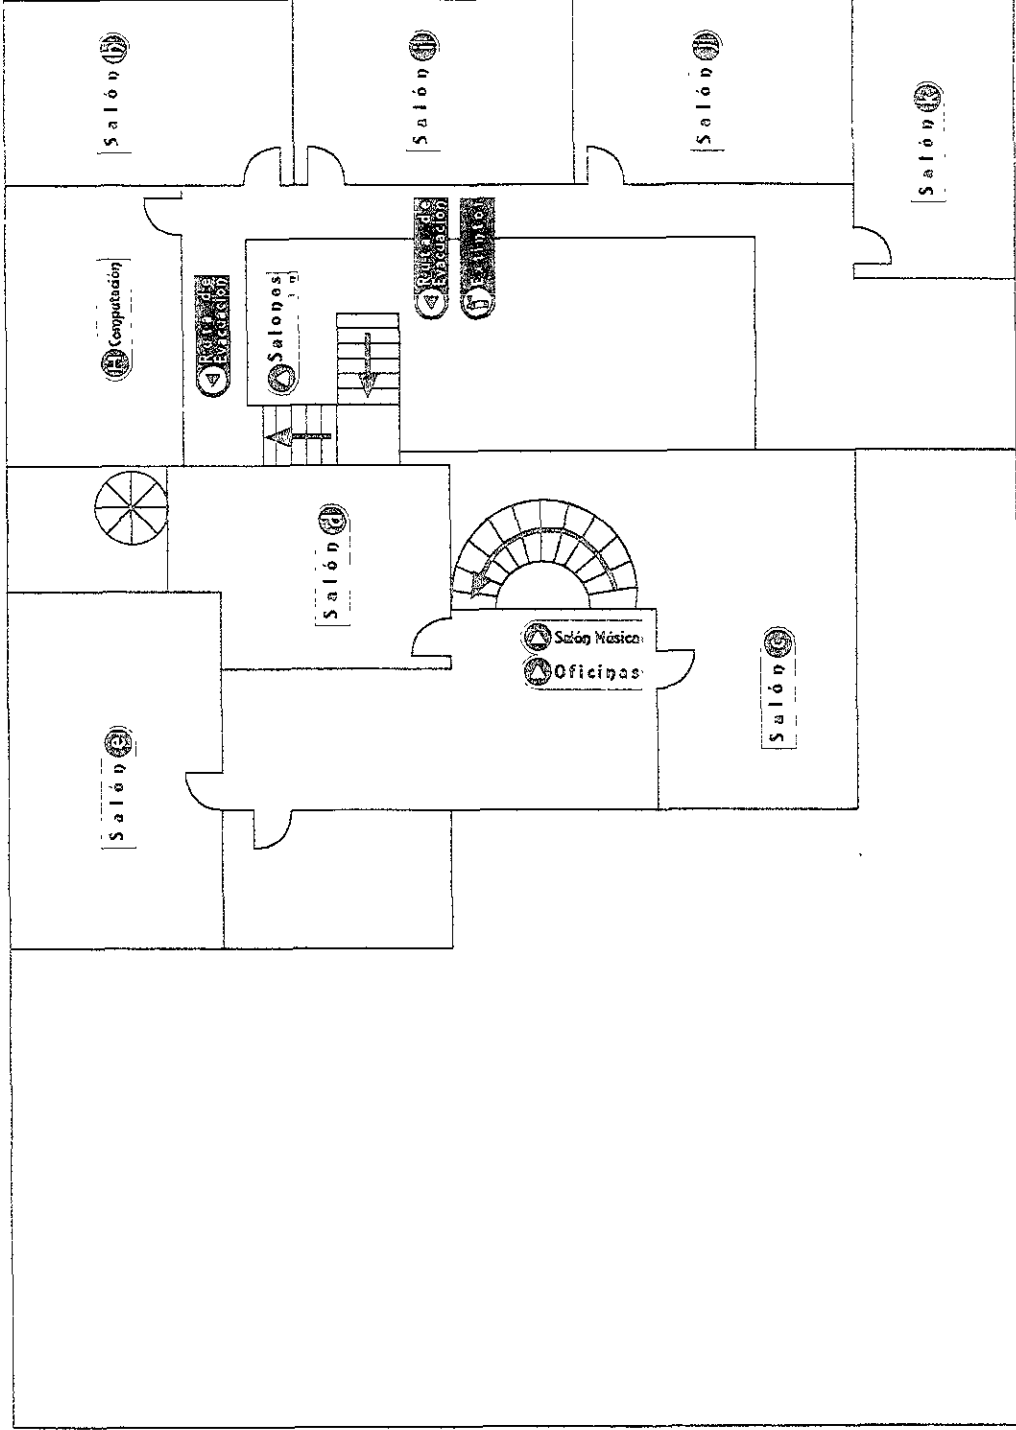 Salón h
Salón i
Salón j
Salón k
H Computación
Ruta de
Evacuación
Salones
Ruta de
Evacuación
Extintor
Salón d
Salón Música
Oficinas
Salón c
Salón e